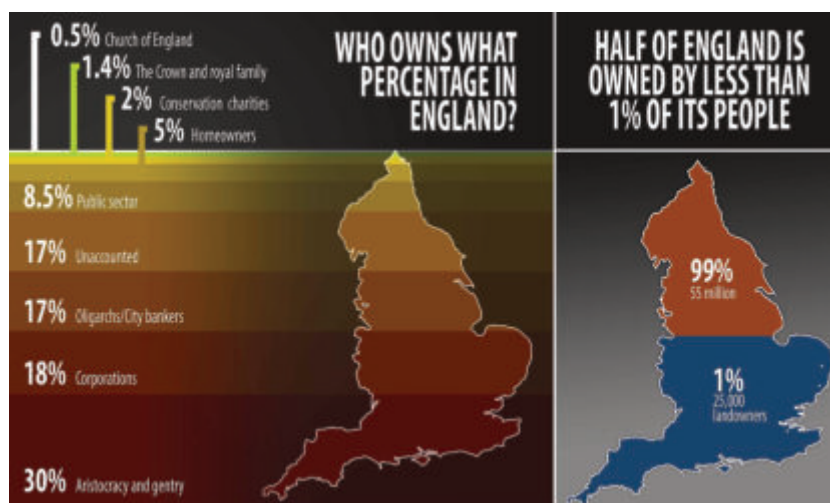 0.5% Church of England
1.4% The Crown and royal family
2% Conservation charities
5% Homeowners
WHO OWNS WHAT
PERCENTAGE IN
ENGLAND?
8.5% Public sector
17% Unaccounted
17% Oligarchs/City bankers
18% Corporations
30% Aristocracy and gentry
HALF OF ENGLAND IS
OWNED BY LESS THAN
1% OF ITS PEOPLE
99%
55 million
1%
25,000
landowners